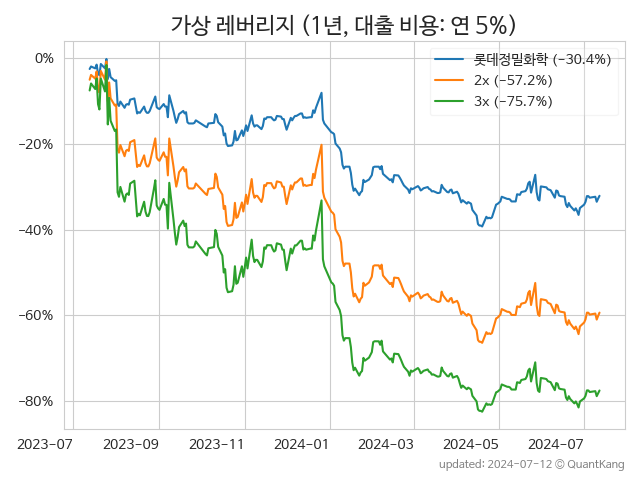 가상 레버리지 (1년, 대출 비용: 연 5%)
롯데정밀화학 (−30.4%)
2x (−57.2%)
3x (−75.7%)
0%
−20%
−40%
−60%
−80%
2023-07 2023-09 2023-11 2024-01 2024-03 2024-05 2024-07
updated: 2024-07-12 © QuantKang